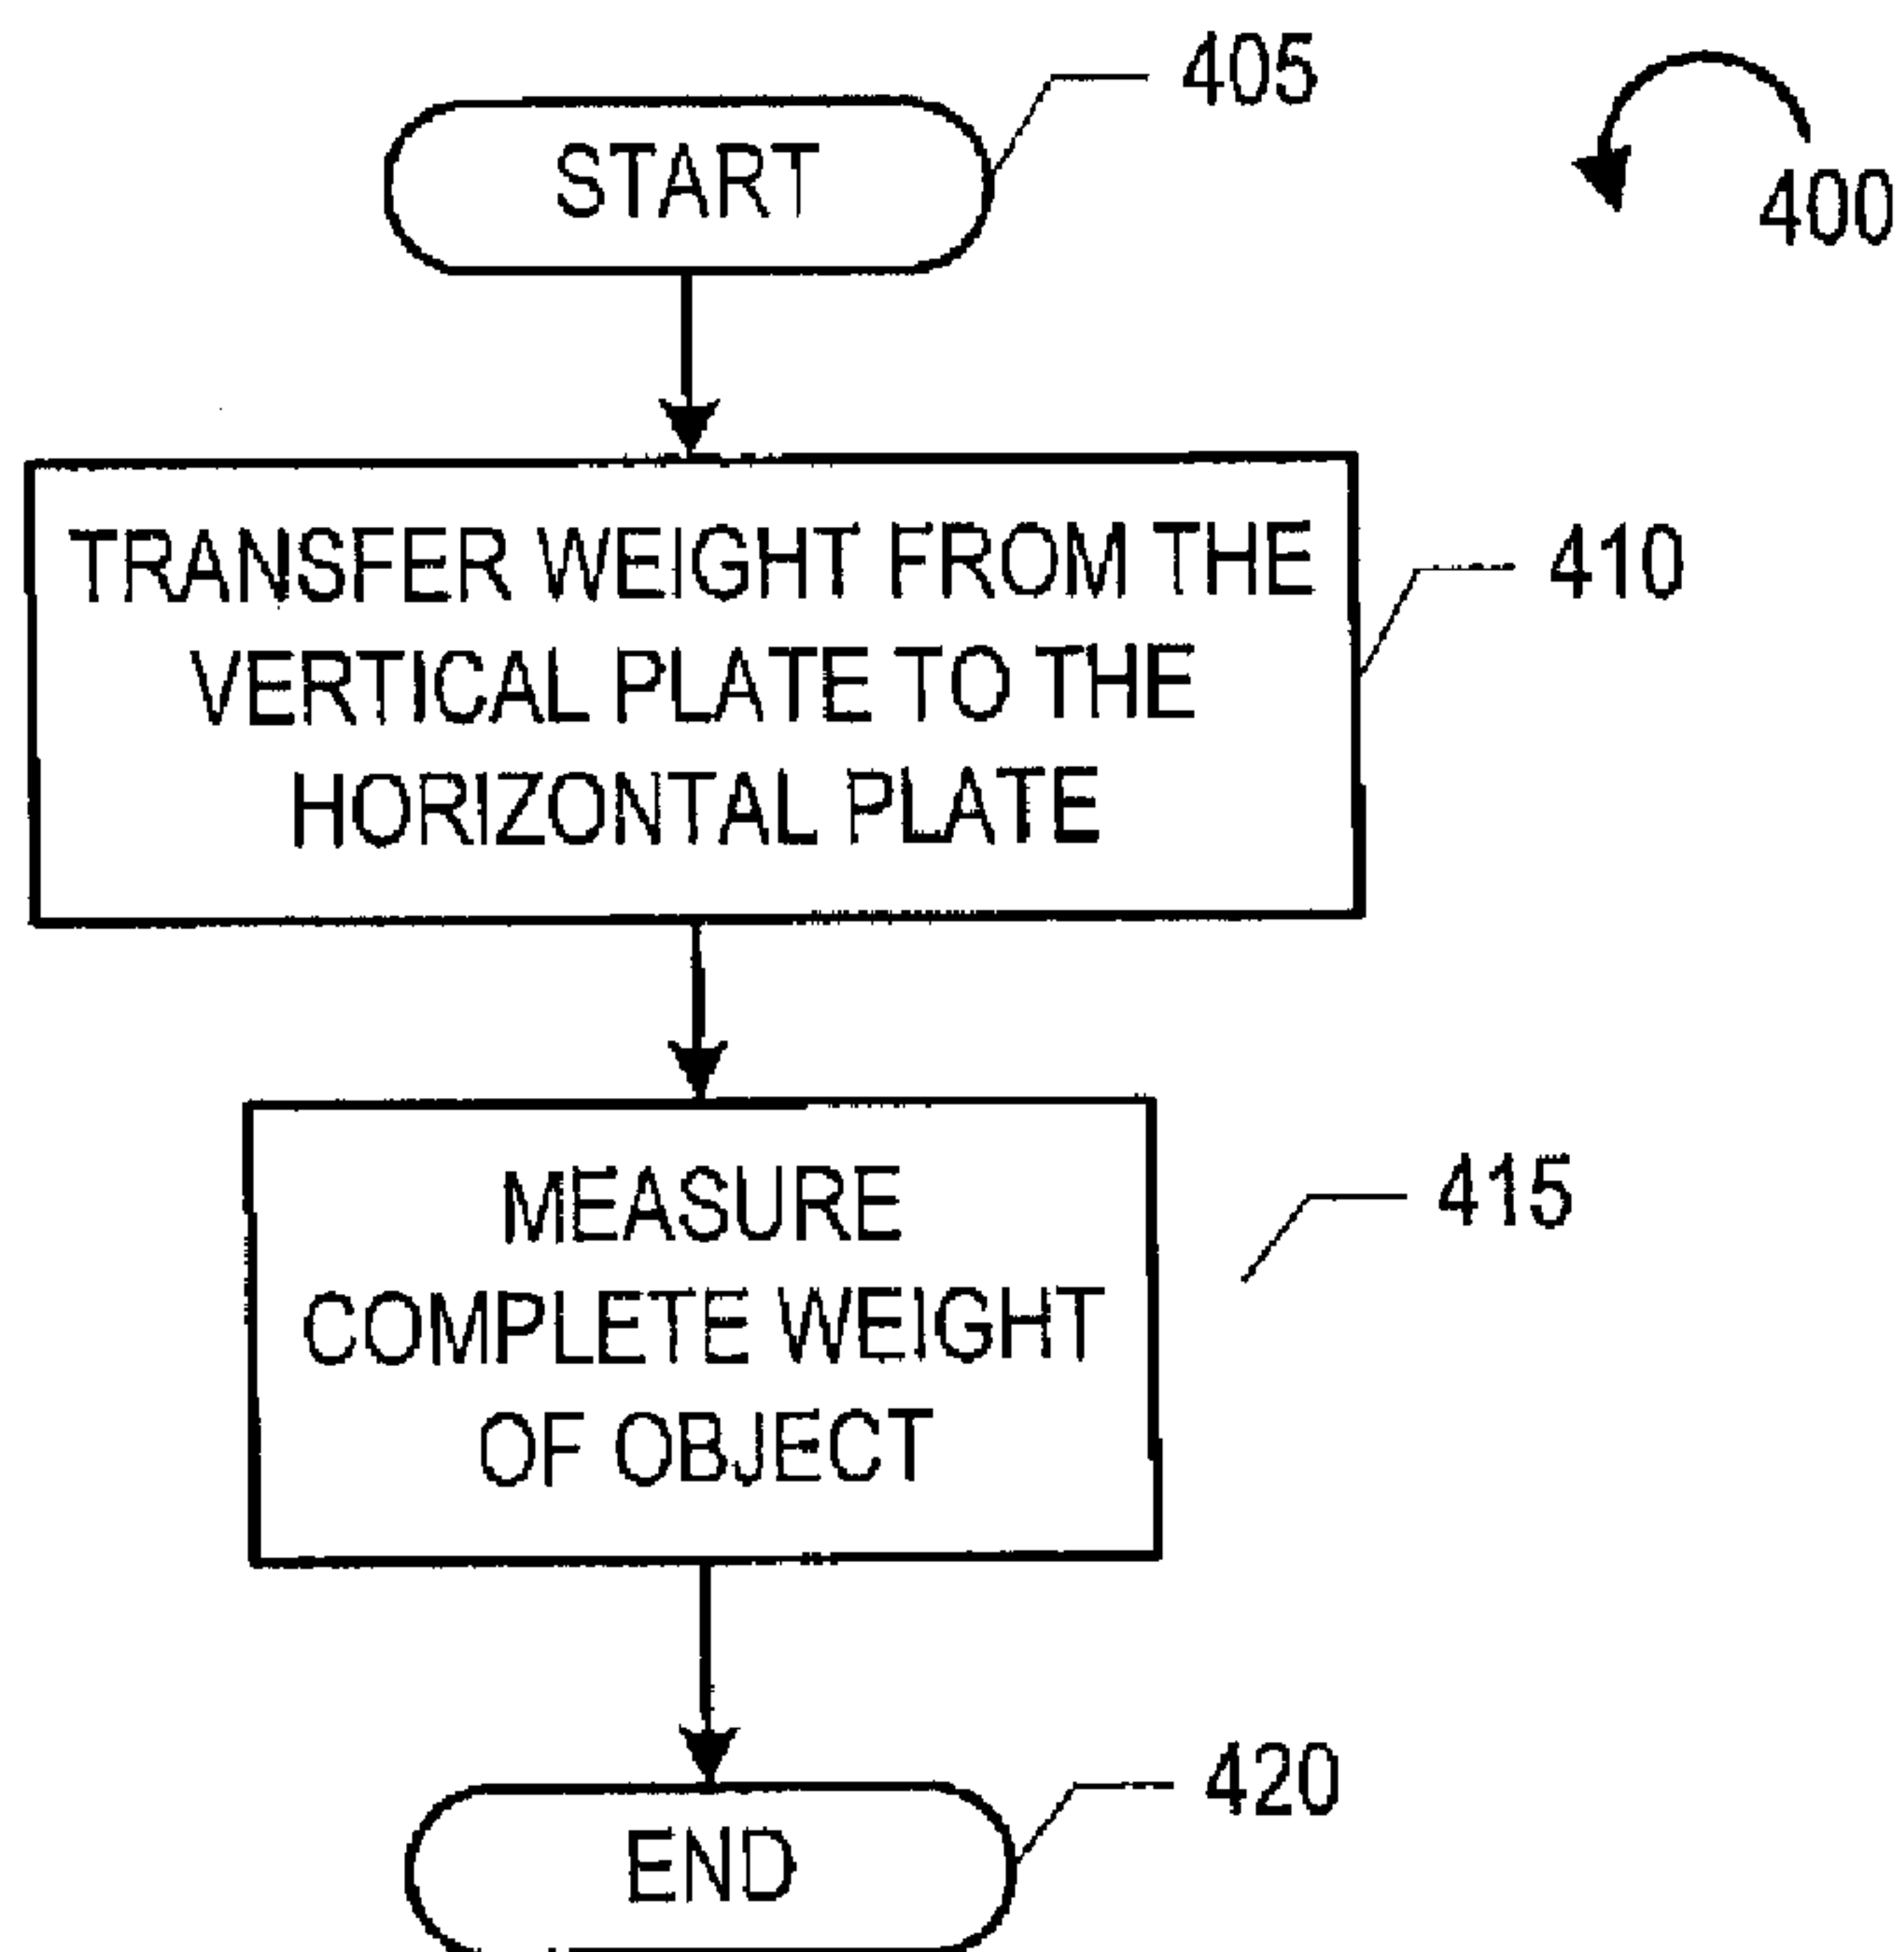 405
START
400
TRANSFER WEIGHT FROM THE
VERTICAL PLATE TO THE
HORIZONTAL PLATE
410
MEASURE
COMPLETE WEIGHT
OF OBJECT
415
420
END